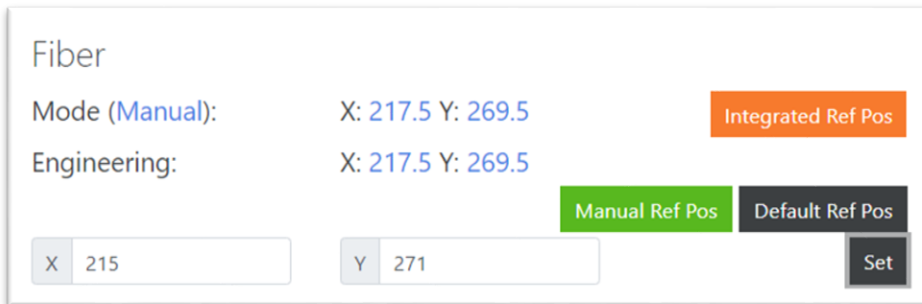 Fiber
Mode (Manual): X: 217.5 Y: 269.5 Integrated Ref Pos
Engineering: X: 217.5 Y: 269.5
Manual Ref Pos Default Ref Pos
X 215 Y 271 Set